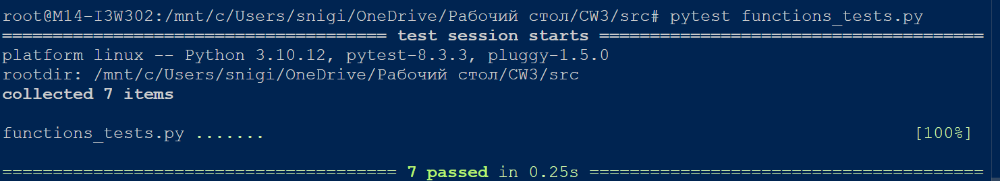 root@M14-I3W302:/mnt/c/Users/snigi/OneDrive/Рабочий стол/CW3/src# pytest functions_tests.py
====================================== test session starts ======================================
platform linux -- Python 3.10.12, pytest-8.3.3, pluggy-1.5.0
rootdir: /mnt/c/Users/snigi/OneDrive/Рабочий стол/CW3/src
collected 7 items
functions_tests.py ....... [100%]
======================================= 7 passed in 0.25s =======================================